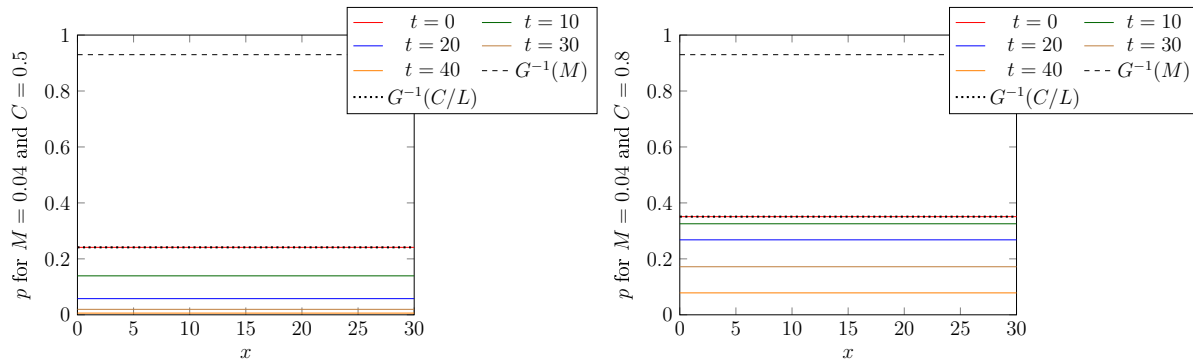 t = 0
t = 10
t = 20
t = 30
t = 40
G⁻¹(M)
G⁻¹(C/L)
1
0.8
0.6
0.4
0.2
0
0
5
10
15
20
25
30
x
p for M = 0.04 and C = 0.5
t = 0
t = 10
t = 20
t = 30
t = 40
G⁻¹(M)
G⁻¹(C/L)
1
0.8
0.6
0.4
0.2
0
0
5
10
15
20
25
30
x
p for M = 0.04 and C = 0.8